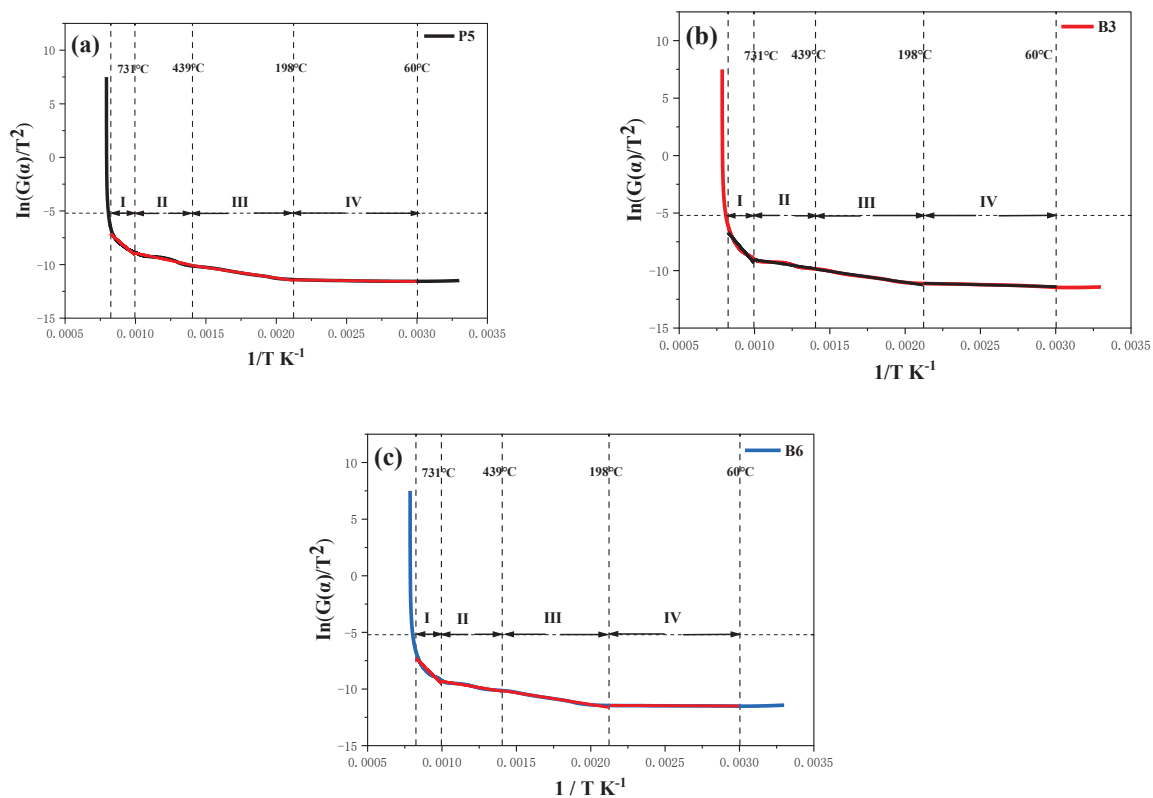 (a)
P5
731℃
439℃
198℃
60℃
10
5
0
-5
-10
-15
In(G(α)/T²)
I
II
III
IV
0.0005
0.0010
0.0015
0.0020
0.0025
0.0030
0.0035
1/T K⁻¹
(b)
B3
731℃
439℃
198℃
60℃
10
5
0
-5
-10
-15
In(G(α)/T²)
I
II
III
IV
0.0005
0.0010
0.0015
0.0020
0.0025
0.0030
0.0035
1/T K⁻¹
(c)
B6
731℃
439℃
198℃
60℃
10
5
0
-5
-10
-15
In(G(α)/T²)
I
II
III
IV
0.0005
0.0010
0.0015
0.0020
0.0025
0.0030
0.0035
1 / T K⁻¹